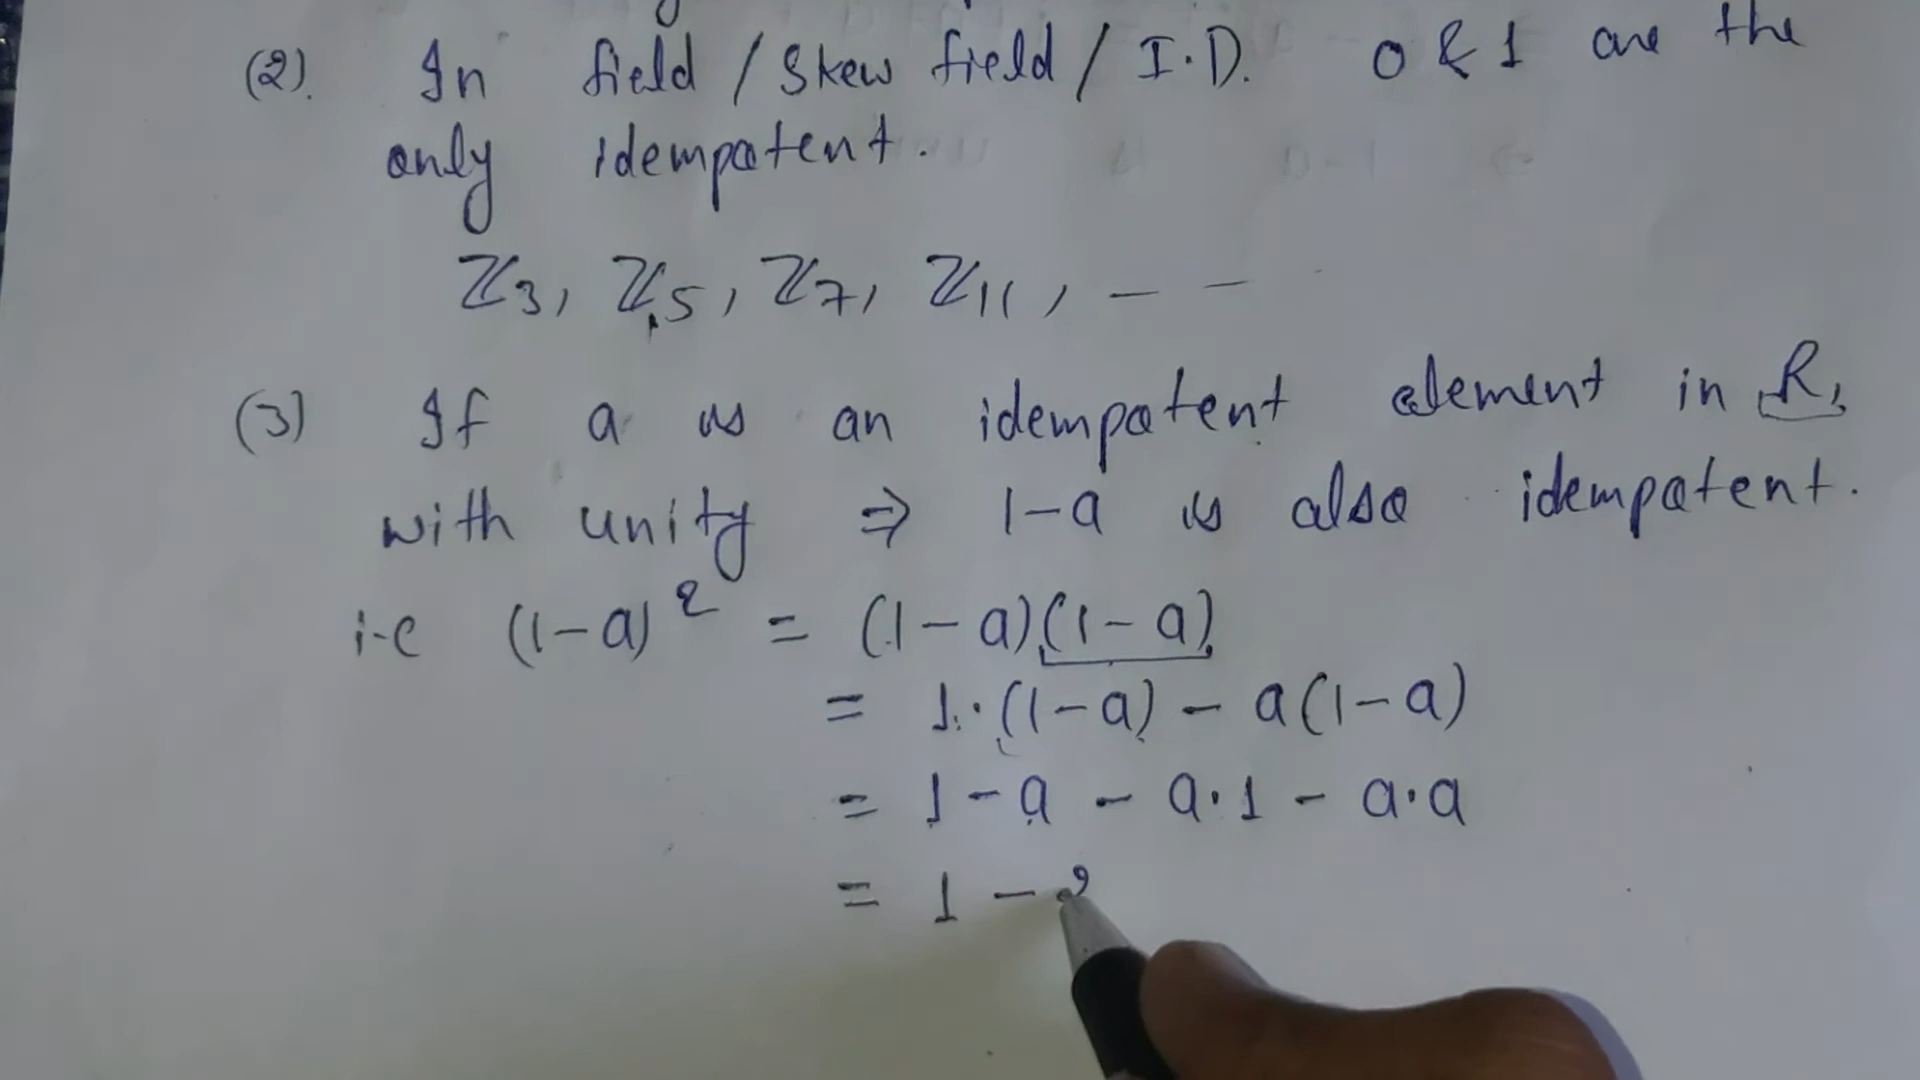 (2). In field / Skew field / I.D. 0 & 1 are the
only idempotent.
ℤ₃, ℤ₅, ℤ₇, ℤ₁₁, – –
(3) If a is an idempotent element in R,
with unity ⇒ 1-a is also idempotent.
i-e (1-a)² = (1-a)(1-a)
= 1·(1-a) - a(1-a)
= 1-a - a·1 - a·a
= 1 - 2